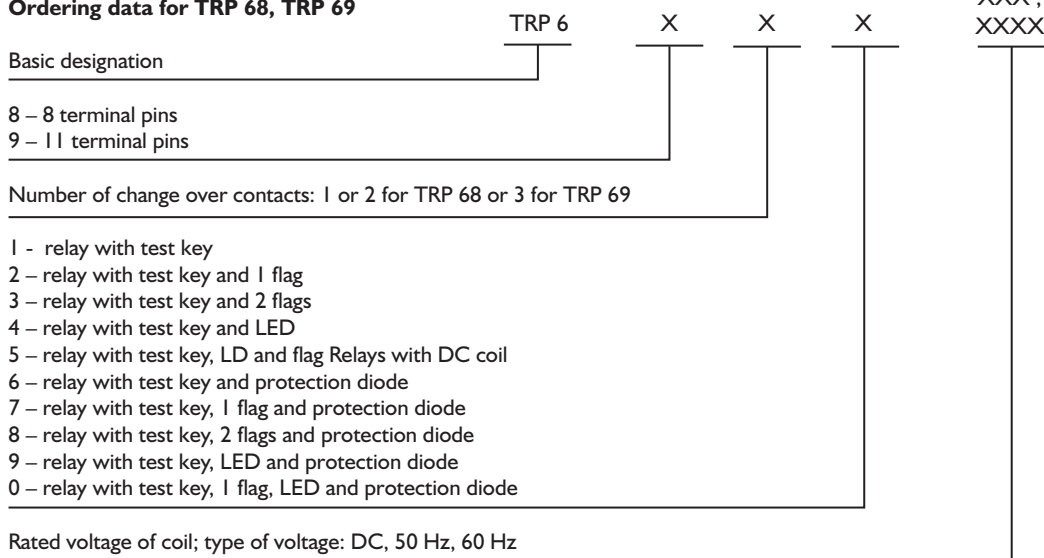 Ordering data for TRP 68, TRP 69
TRP 6 X X X XXX ;
XXXX
Basic designation
8 – 8 terminal pins
9 – 11 terminal pins
Number of change over contacts: 1 or 2 for TRP 68 or 3 for TRP 69
1 - relay with test key
2 – relay with test key and 1 flag
3 – relay with test key and 2 flags
4 – relay with test key and LED
5 – relay with test key, LD and flag Relays with DC coil
6 – relay with test key and protection diode
7 – relay with test key, 1 flag and protection diode
8 – relay with test key, 2 flags and protection diode
9 – relay with test key, LED and protection diode
0 – relay with test key, 1 flag, LED and protection diode
Rated voltage of coil; type of voltage: DC, 50 Hz, 60 Hz